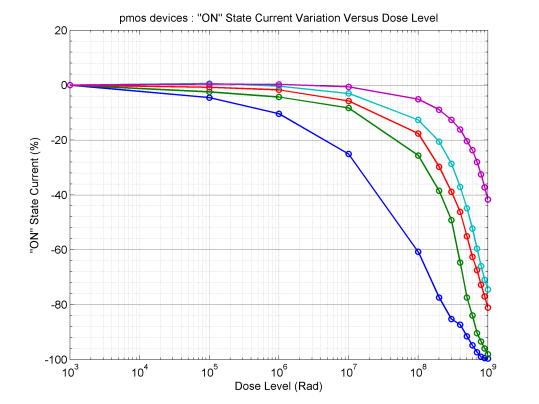 pmos devices : "ON" State Current Variation Versus Dose Level
20
0
-20
-40
-60
-80
-100
"ON" State Current (%)
10^3 10^4 10^5 10^6 10^7 10^8 10^9
Dose Level (Rad)